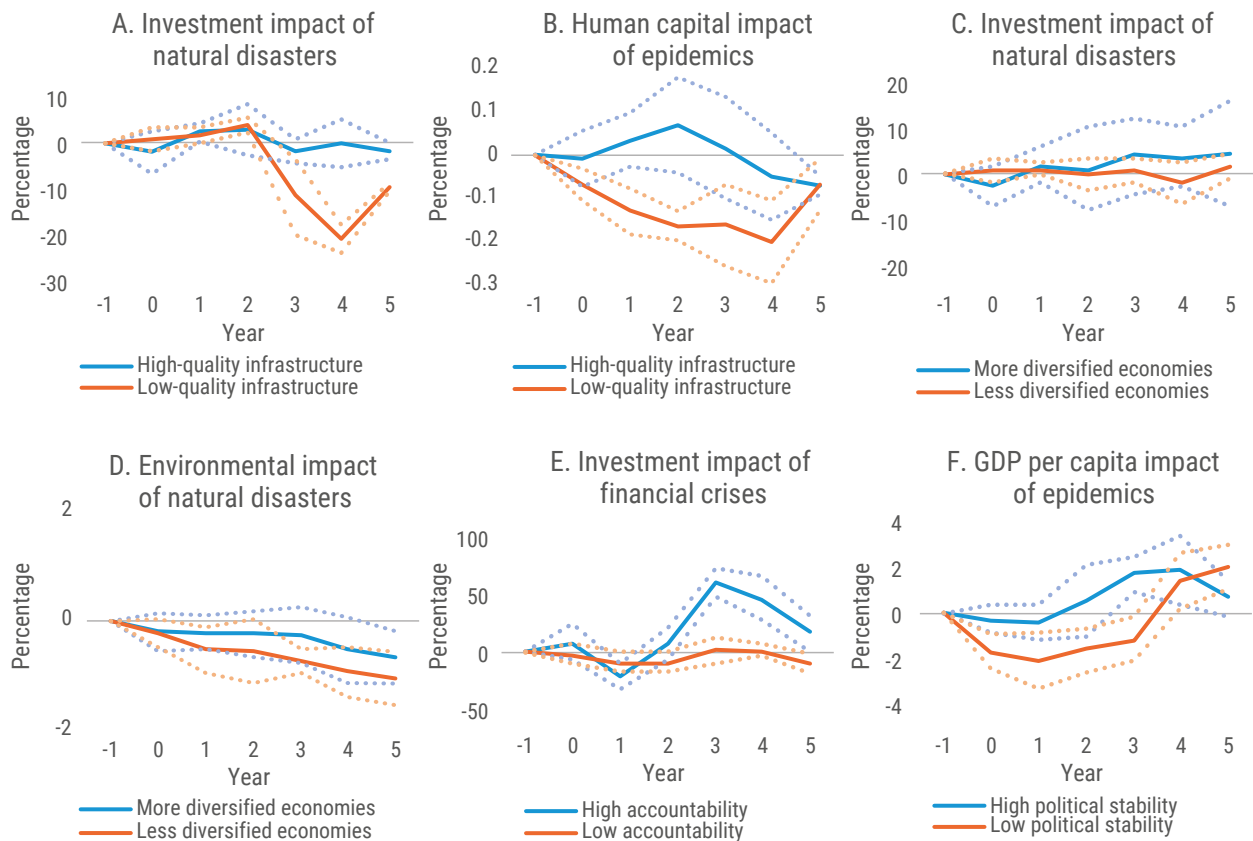 A. Investment impact of
natural disasters
Percentage
10
0
-10
-20
-30
-1 0 1 2 3 4 5
Year
High-quality infrastructure
Low-quality infrastructure
B. Human capital impact
of epidemics
Percentage
0.2
0.1
0
-0.1
-0.2
-0.3
-1 0 1 2 3 4 5
Year
High-quality infrastructure
Low-quality infrastructure
C. Investment impact of
natural disasters
Percentage
20
10
0
-10
-20
-1 0 1 2 3 4 5
Year
More diversified economies
Less diversified economies
D. Environmental impact
of natural disasters
Percentage
2
0
-2
-1 0 1 2 3 4 5
Year
More diversified economies
Less diversified economies
E. Investment impact of
financial crises
Percentage
100
50
0
-50
-1 0 1 2 3 4 5
Year
High accountability
Low accountability
F. GDP per capita impact
of epidemics
Percentage
4
2
0
-2
-4
-1 0 1 2 3 4 5
Year
High political stability
Low political stability